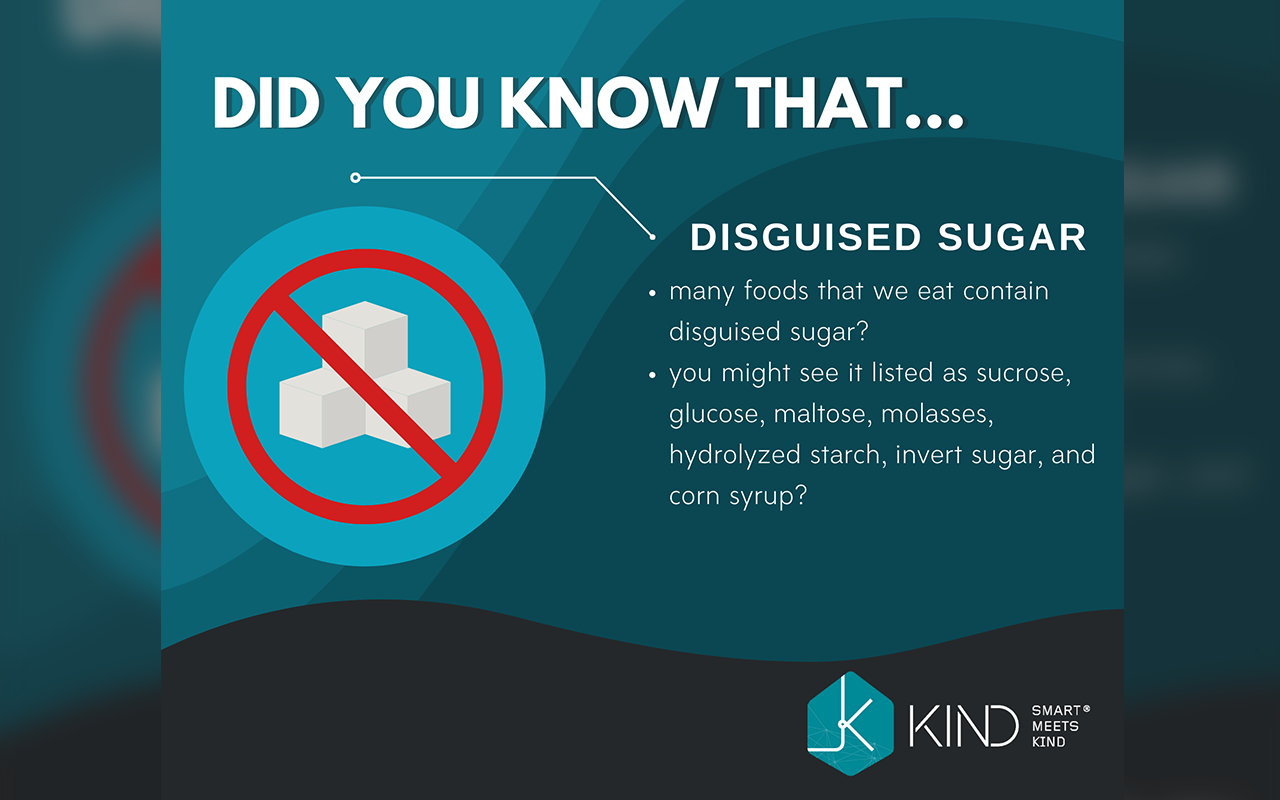 DID YOU KNOW THAT...
DISGUISED SUGAR
• many foods that we eat contain
disguised sugar?
• you might see it listed as sucrose,
glucose, maltose, molasses,
hydrolyzed starch, invert sugar, and
corn syrup?
KIND
SMART®
MEETS
KIND